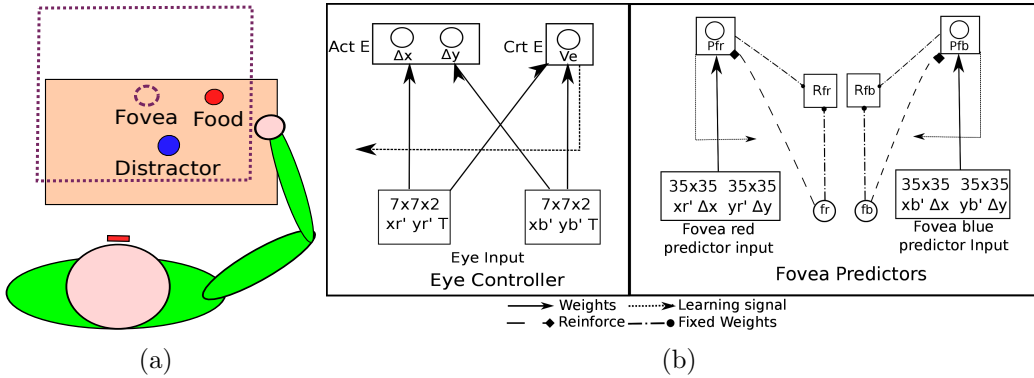 Fovea
Food
Distractor
(a)
Act E
Δx
Δy
Crt E
Ve
7x7x2
xr' yr' T
7x7x2
xb' yb' T
Eye Input
Eye Controller
Pfr
Pfb
Rfr
Rfb
35x35 35x35
xr' Δx yr' Δy
fr
fb
35x35 35x35
xb' Δx yb' Δy
Fovea red
predictor input
Fovea blue
predictor Input
Fovea Predictors
Weights
Learning signal
Reinforce
Fixed Weights
(b)